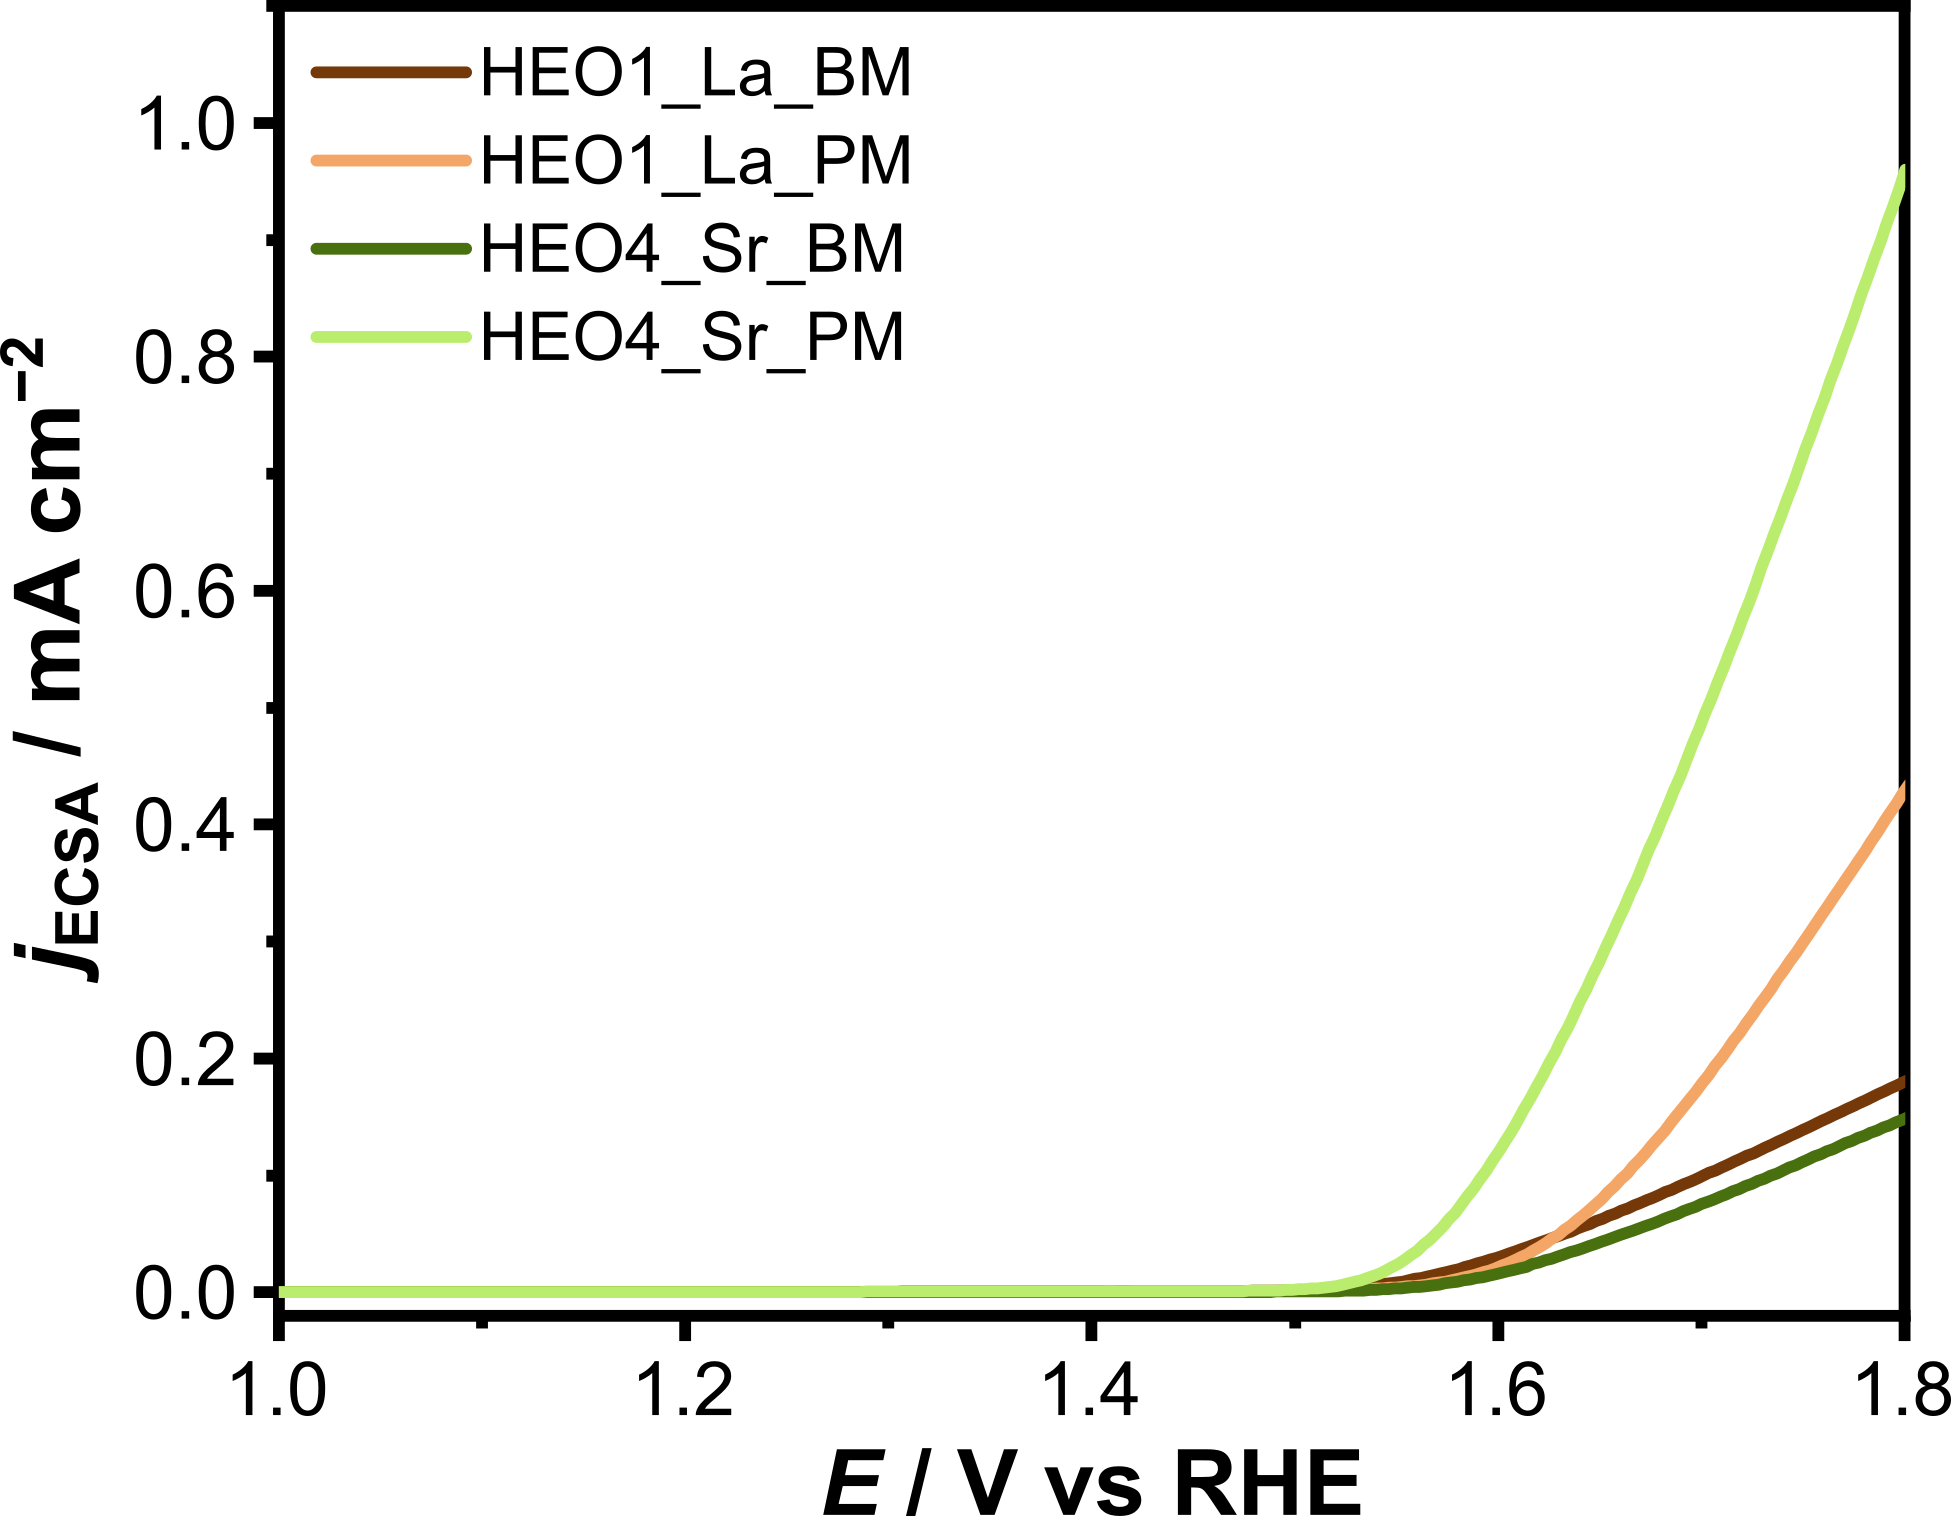 HEO1_La_BM
HEO1_La_PM
HEO4_Sr_BM
HEO4_Sr_PM
1.0
0.8
0.6
0.4
0.2
0.0
jECSA / mA cm−2
1.0 1.2 1.4 1.6 1.8
E / V vs RHE